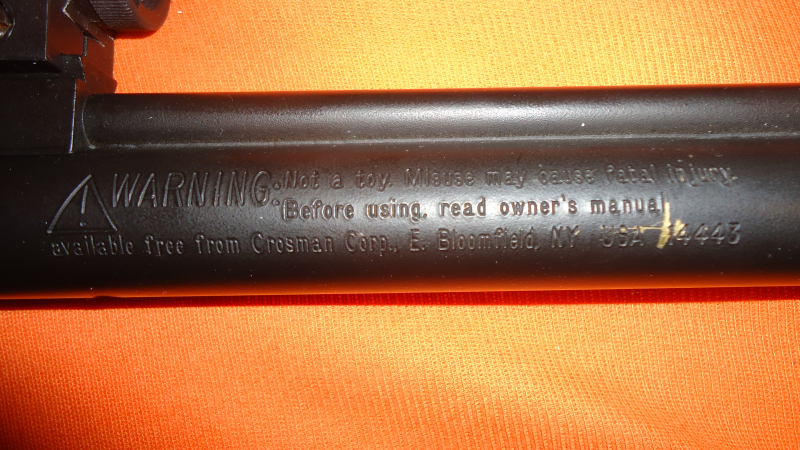 WARNING: Not a toy. Misuse may cause fatal injury.
Before using, read owner's manual
available free from Crosman Corp., E. Bloomfield, NY USA 14443